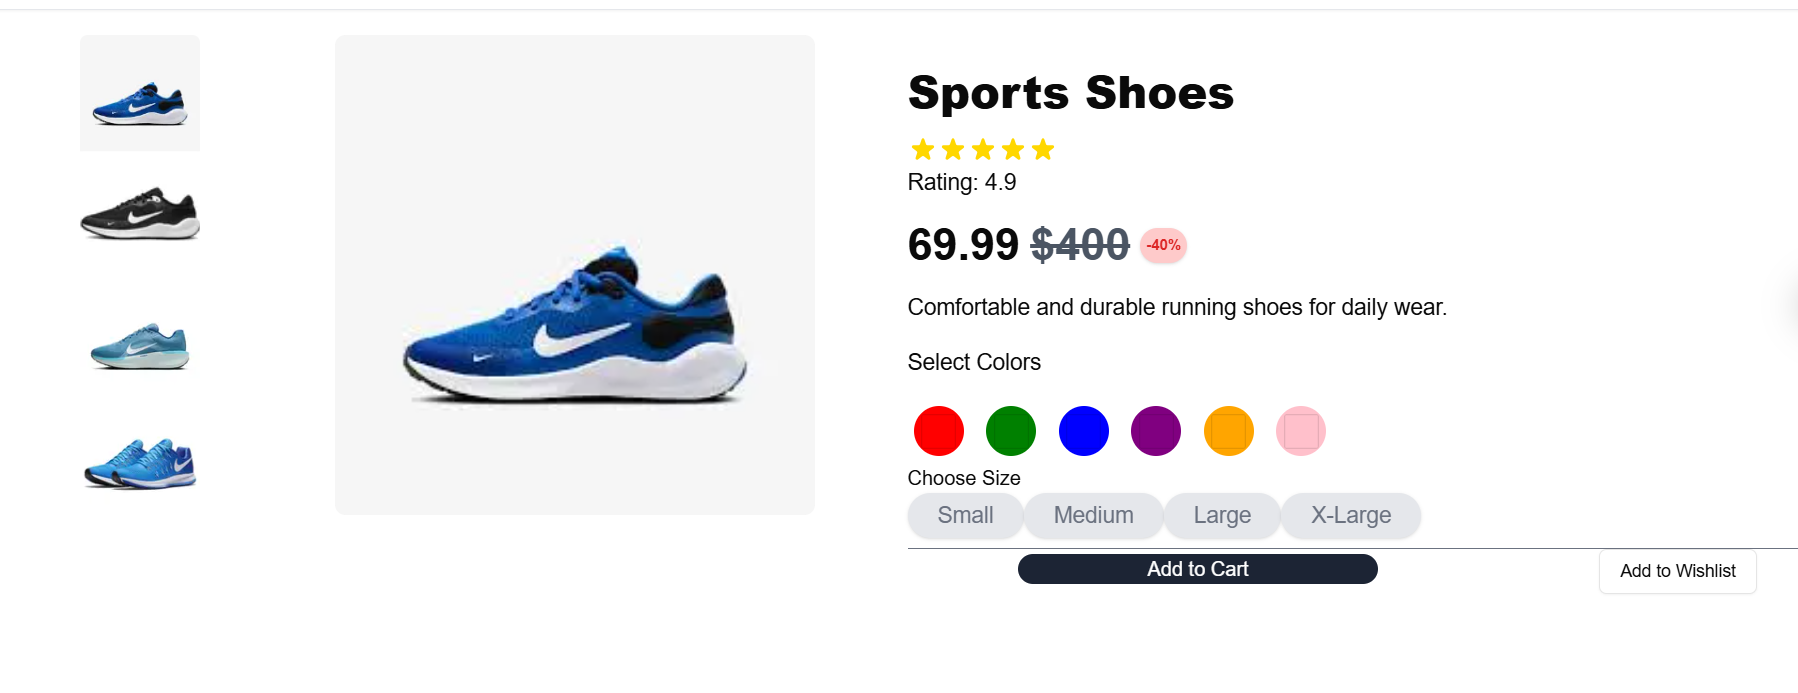 Sports Shoes
Rating: 4.9
69.99 $400 -40%
Comfortable and durable running shoes for daily wear.
Select Colors
Choose Size
Small Medium Large X-Large
Add to Cart Add to Wishlist